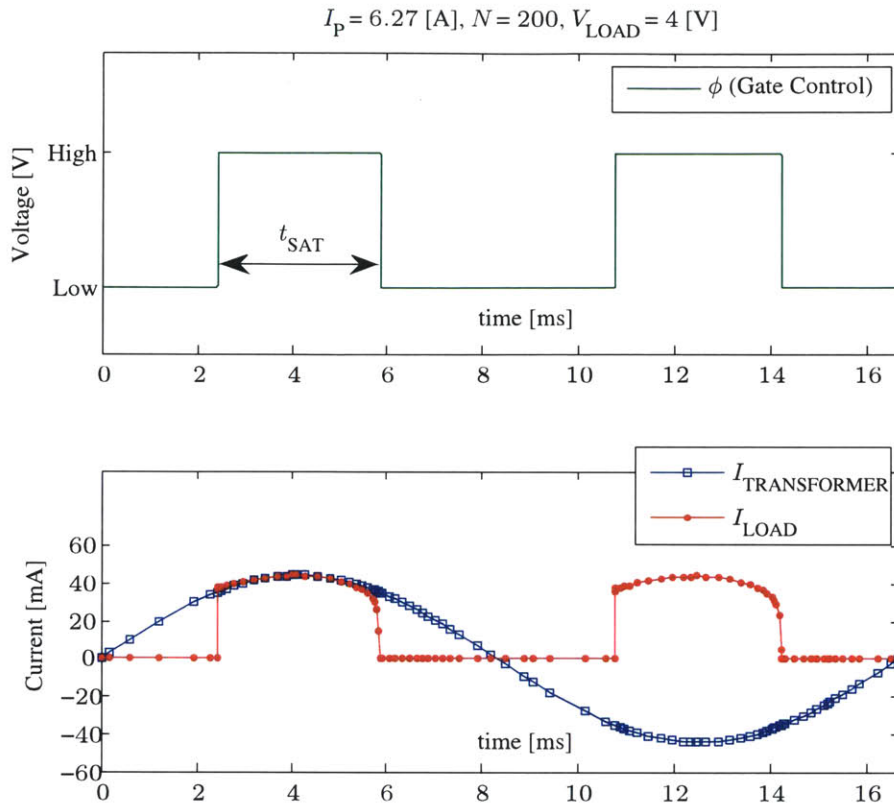 I_P = 6.27 [A], N = 200, V_LOAD = 4 [V]
ϕ (Gate Control)
Voltage [V]
High
t_SAT
Low
time [ms]
0 2 4 6 8 10 12 14 16
I_TRANSFORMER
I_LOAD
Current [mA]
60
40
20
0
−20
−40
−60
time [ms]
0 2 4 6 8 10 12 14 16